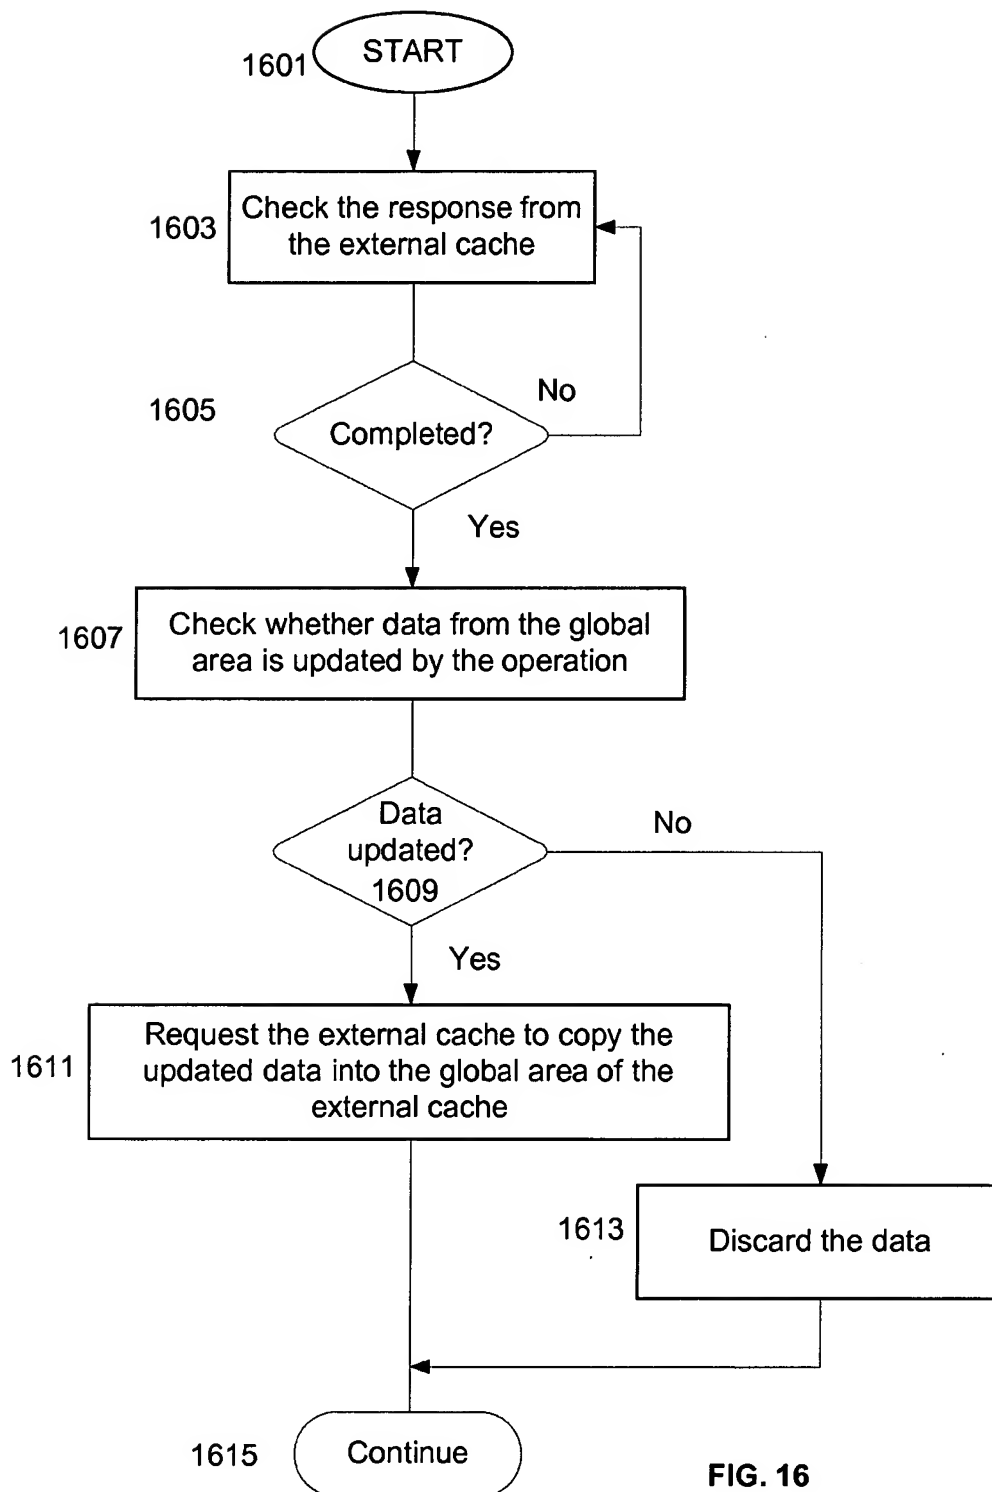 START
1601
Check the response from
the external cache
1603
No
1605
Completed?
Yes
Check whether data from the global
area is updated by the operation
1607
Data
updated?
1609
No
Yes
Request the external cache to copy the
updated data into the global area of the
external cache
1611
1613
Discard the data
1615
Continue
FIG. 16